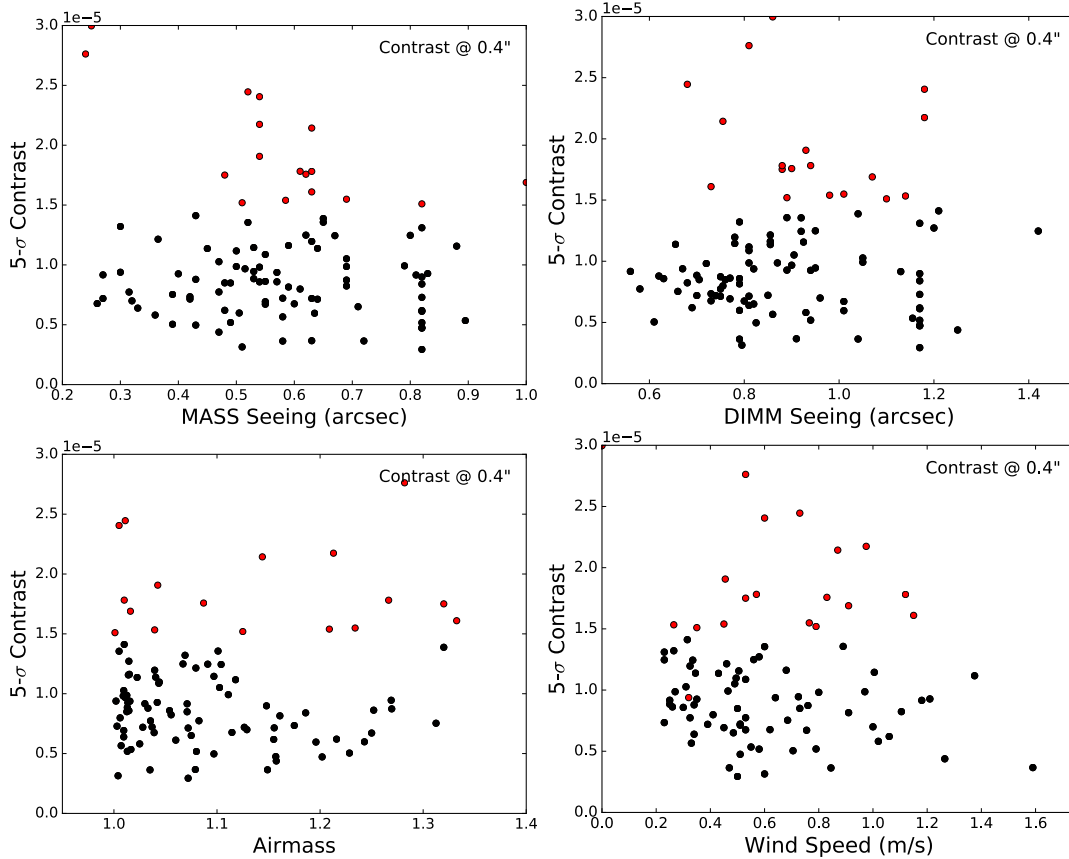 1e−5
Contrast @ 0.4"
5-σ Contrast
3.0
2.5
2.0
1.5
1.0
0.5
0.0
0.2 0.3 0.4 0.5 0.6 0.7 0.8 0.9 1.0
MASS Seeing (arcsec)
1e−5
Contrast @ 0.4"
5-σ Contrast
3.0
2.5
2.0
1.5
1.0
0.5
0.0
0.6 0.8 1.0 1.2 1.4
DIMM Seeing (arcsec)
1e−5
Contrast @ 0.4"
5-σ Contrast
3.0
2.5
2.0
1.5
1.0
0.5
0.0
1.0 1.1 1.2 1.3 1.4
Airmass
1e−5
Contrast @ 0.4"
5-σ Contrast
3.0
2.5
2.0
1.5
1.0
0.5
0.0
0.0 0.2 0.4 0.6 0.8 1.0 1.2 1.4 1.6
Wind Speed (m/s)